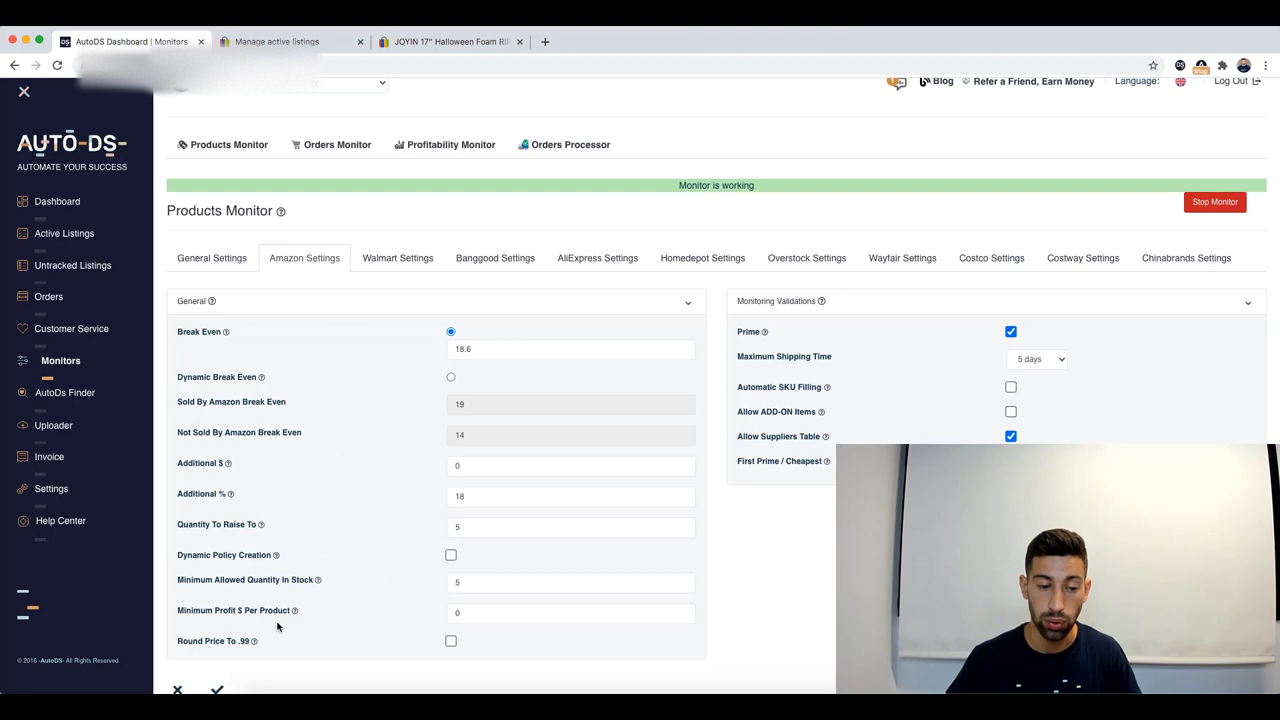 AutoDS Dashboard | Monitors
Manage active listings
JOYIN 17" Halloween Foam RI
Blog
Refer a Friend, Earn Money
Language:
Log Out
AUTO-DS-
AUTOMATE YOUR SUCCESS
Products Monitor
Orders Monitor
Profitability Monitor
Orders Processor
Monitor is working
Products Monitor
Stop Monitor
General Settings
Amazon Settings
Walmart Settings
Banggood Settings
AliExpress Settings
Homedepot Settings
Overstock Settings
Wayfair Settings
Costco Settings
Costway Settings
Chinabrands Settings
Dashboard
Active Listings
Untracked Listings
Orders
Customer Service
Monitors
AutoDs Finder
Uploader
Invoice
Settings
Help Center
© 2016 -AutoDS- All Rights Reserved.
General
Break Even
18.6
Dynamic Break Even
Sold By Amazon Break Even 19
Not Sold By Amazon Break Even 14
Additional $ 0
Additional % 18
Quantity To Raise To 5
Dynamic Policy Creation
Minimum Allowed Quantity In Stock 5
Minimum Profit $ Per Product 0
Round Price To .99
Monitoring Validations
Prime
Maximum Shipping Time 5 days
Automatic SKU Filling
Allow ADD-ON Items
Allow Suppliers Table
First Prime / Cheapest